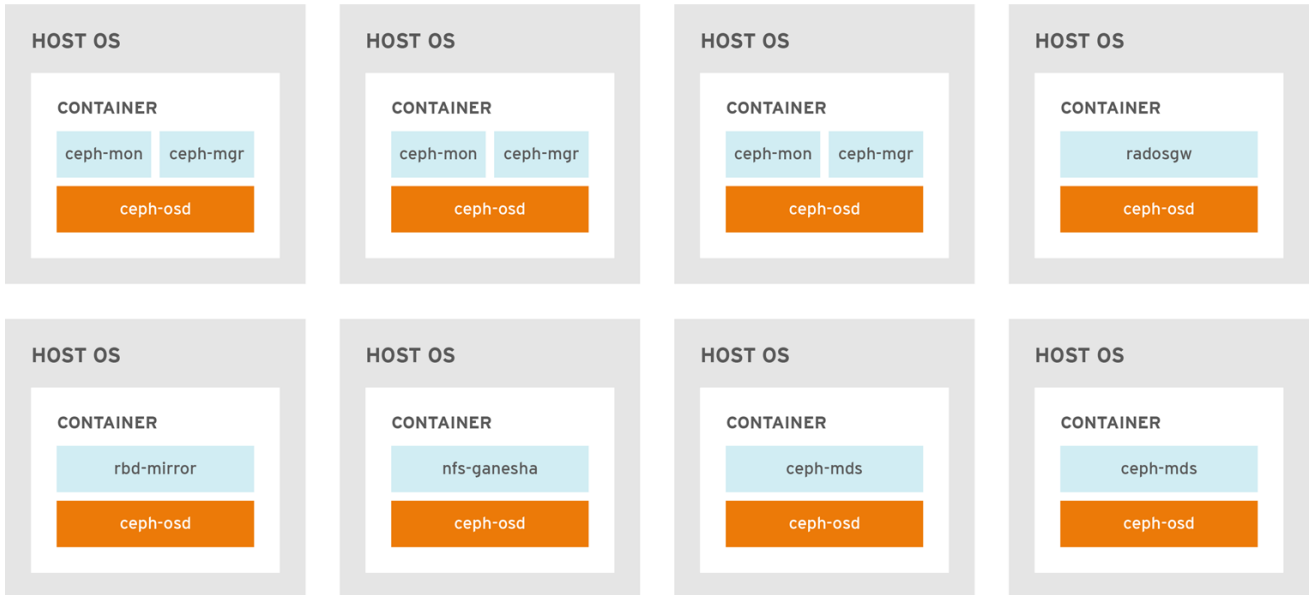 HOST OS
CONTAINER
ceph-mon ceph-mgr
ceph-osd
HOST OS
CONTAINER
ceph-mon ceph-mgr
ceph-osd
HOST OS
CONTAINER
ceph-mon ceph-mgr
ceph-osd
HOST OS
CONTAINER
radosgw
ceph-osd
HOST OS
CONTAINER
rbd-mirror
ceph-osd
HOST OS
CONTAINER
nfs-ganesha
ceph-osd
HOST OS
CONTAINER
ceph-mds
ceph-osd
HOST OS
CONTAINER
ceph-mds
ceph-osd